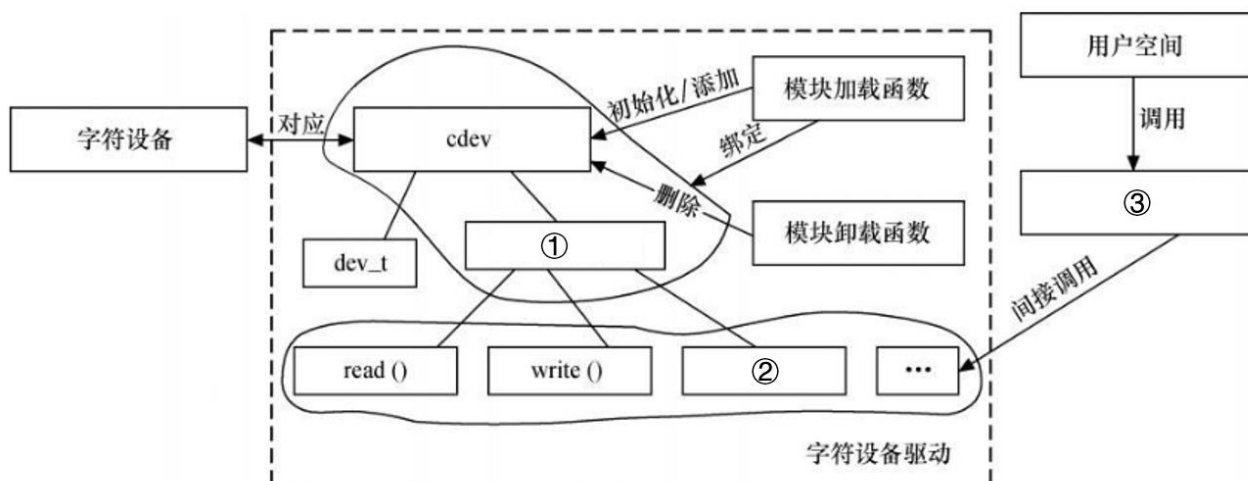 用户空间
模块加载函数
初始化/添加
调用
字符设备
对应
cdev
绑定
删除
③
①
模块卸载函数
dev_t
间接调用
read ()
write ()
②
...
字符设备驱动